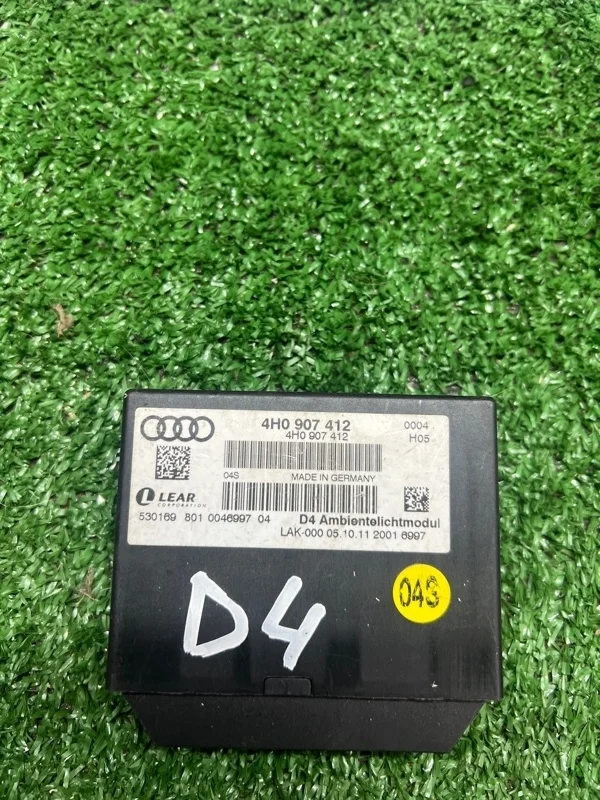 4H0 907 412
4H0 907 412
0004
H05
04S
MADE IN GERMANY
LEAR
CORPORATION
530169 801 0046997 04
D4 Ambientelichtmodul
LAK-000 05.10.11 2001 6997
04S
D4